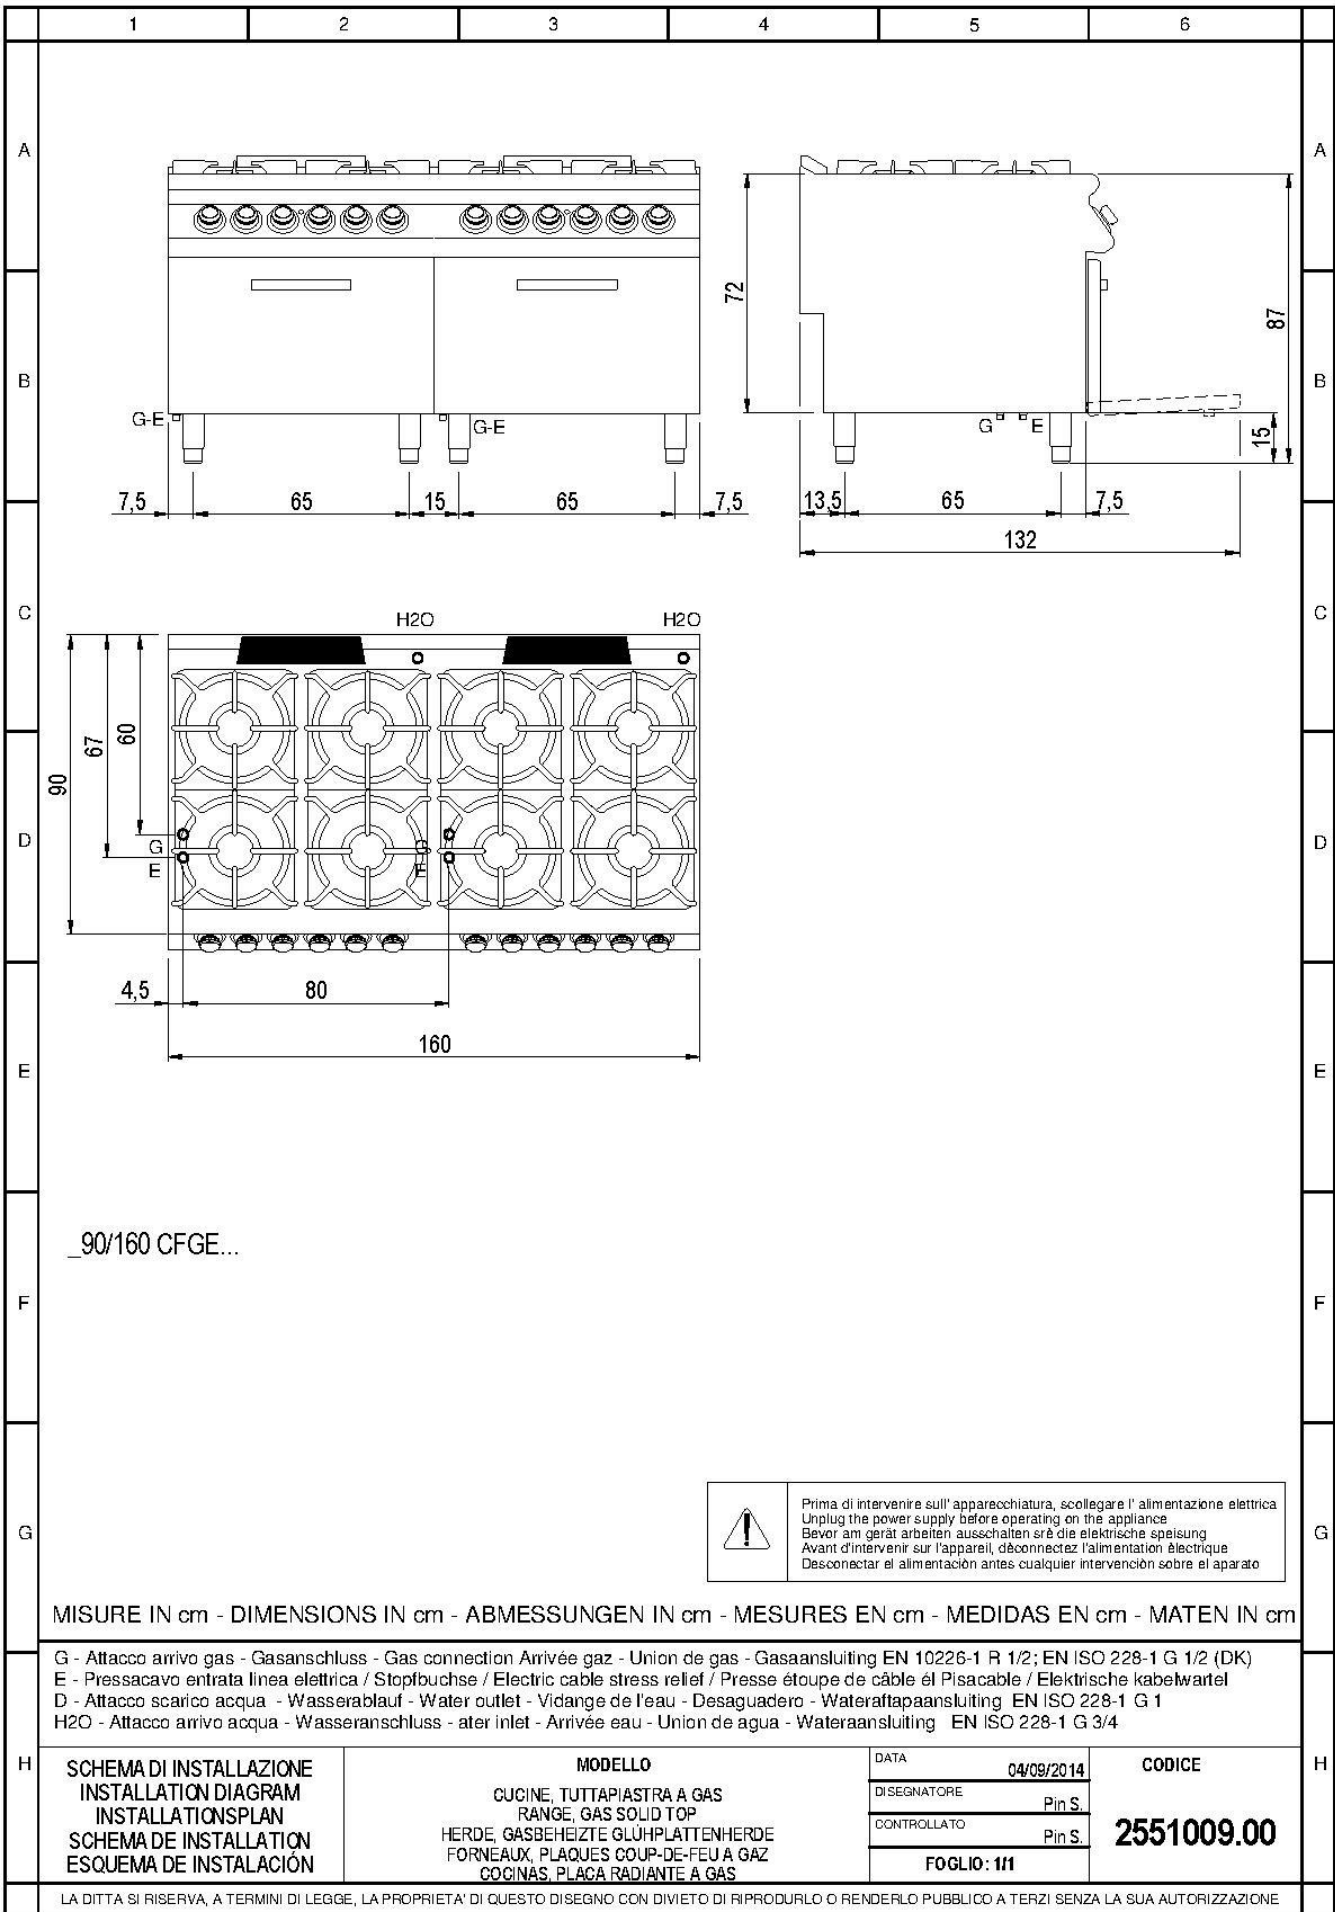 1 2 3 4 5 6
A A
72
87
B B
G-E G-E G E
15
7,5 65 15 65 7,5 13,5 65 7,5
132
C C
H2O H2O
90 67 60
D D
G G
E E
4,5 80
160
E E
_90/160 CFGE...
F F
G G
Prima di intervenire sull' apparecchiatura, scollegare l' alimentazione elettrica
Unplug the power supply before operating on the appliance
Bevor am gerät arbeiten ausschalten srè die elektrische speisung
Avant d'intervenir sur l'appareil, dèconnectez l'alimentation èlectrique
Desconectar el alimentaciòn antes cualquier intervenciòn sobre el aparato
MISURE IN cm - DIMENSIONS IN cm - ABMESSUNGEN IN cm - MESURES EN cm - MEDIDAS EN cm - MATEN IN cm
G - Attacco arrivo gas - Gasanschluss - Gas connection Arrivée gaz - Union de gas - Gasaansluiting EN 10226-1 R 1/2; EN ISO 228-1 G 1/2 (DK)
E - Pressacavo entrata linea elettrica / Stopfbuchse / Electric cable stress relief / Presse étoupe de câble él Pisacable / Elektrische kabelwartel
D - Attacco scarico acqua - Wasserablauf - Water outlet - Vidange de l'eau - Desaguadero - Wateraftapaansluiting EN ISO 228-1 G 1
H2O - Attacco arrivo acqua - Wasseranschluss - ater inlet - Arrivée eau - Union de agua - Wateraansluiting EN ISO 228-1 G 3/4
H H
SCHEMA DI INSTALLAZIONE
INSTALLATION DIAGRAM
INSTALLATIONSPLAN
SCHEMA DE INSTALLATION
ESQUEMA DE INSTALACIÓN
MODELLO
CUCINE, TUTTAPIASTRA A GAS
RANGE, GAS SOLID TOP
HERDE, GASBEHEIZTE GLÜHPLATTENHERDE
FORNEAUX, PLAQUES COUP-DE-FEU A GAZ
COCINAS, PLACA RADIANTE A GAS
DATA 04/09/2014
DISEGNATORE Pin S.
CONTROLLATO Pin S.
FOGLIO: 1/1
CODICE
2551009.00
LA DITTA SI RISERVA, A TERMINI DI LEGGE, LA PROPRIETA' DI QUESTO DISEGNO CON DIVIETO DI RIPRODURLO O RENDERLO PUBBLICO A TERZI SENZA LA SUA AUTORIZZAZIONE